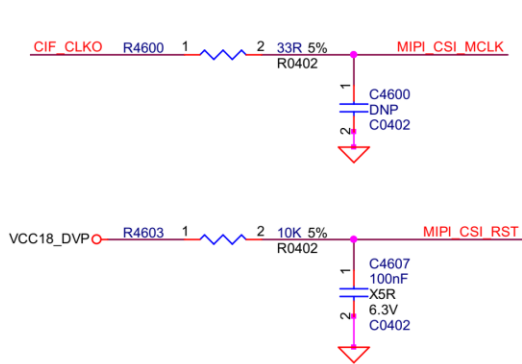 CIF_CLKO R4600 1 2 33R 5% MIPI_CSI_MCLK
R0402
1
C4600
DNP
2 C0402
VCC18_DVP R4603 1 2 10K 5% MIPI_CSI_RST
R0402
1 C4607
100nF
X5R
2 6.3V
C0402